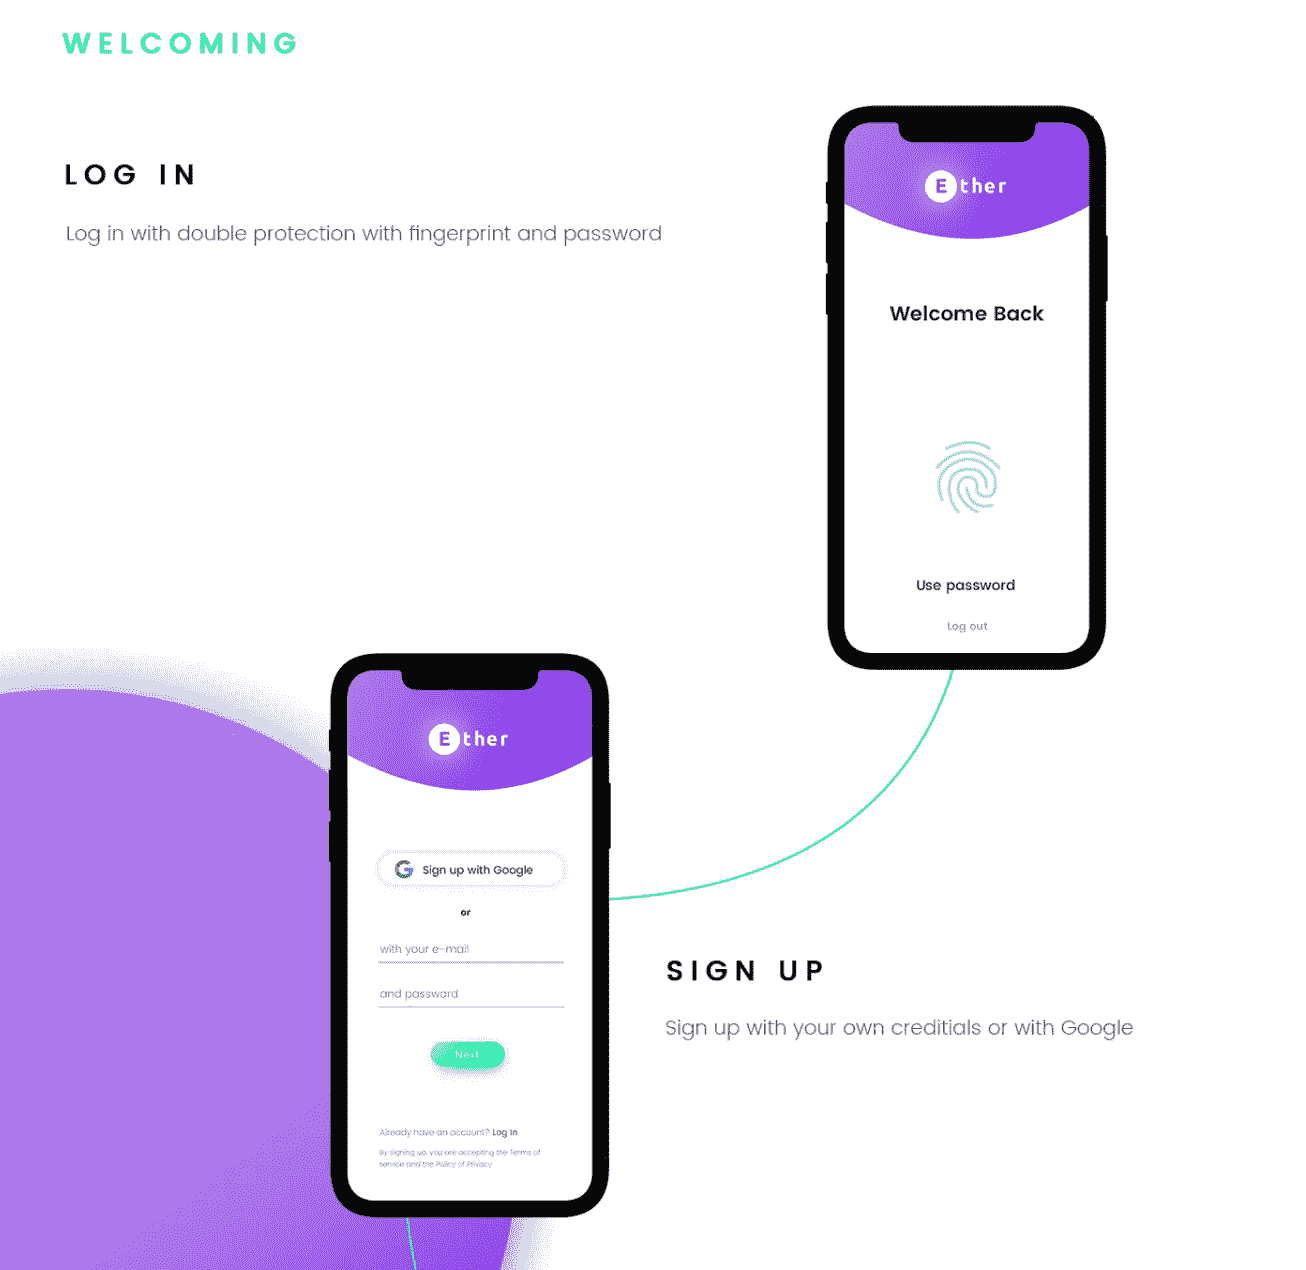 WELCOMING
LOG IN
Log in with double protection with fingerprint and password
Ether
Welcome Back
Use password
Log out
Ether
Sign up with Google
or
with your e-mail
and password
Next
Already have an account? Log In
By signing up, you are accepting the Terms of
service and the Policy of Privacy
SIGN UP
Sign up with your own creditials or with Google